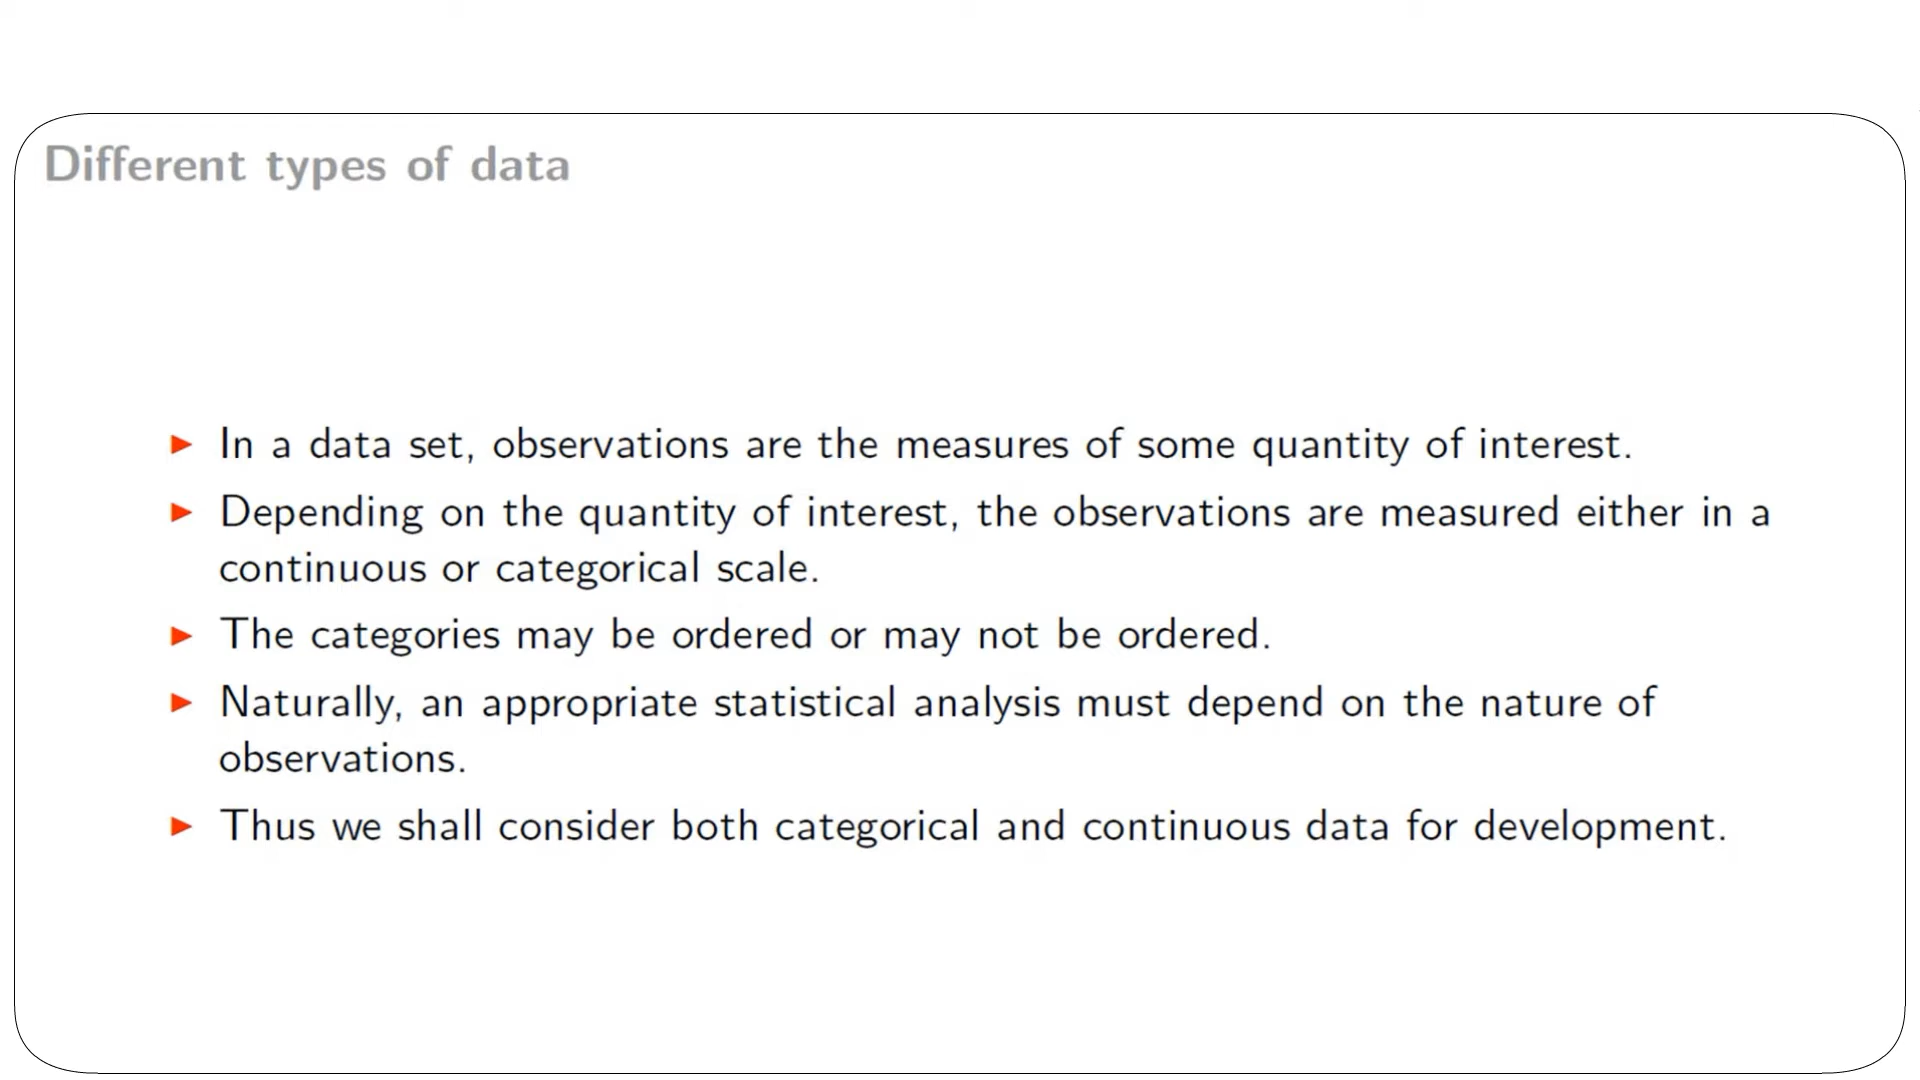 Different types of data
In a data set, observations are the measures of some quantity of interest.
Depending on the quantity of interest, the observations are measured either in a
continuous or categorical scale.
The categories may be ordered or may not be ordered.
Naturally, an appropriate statistical analysis must depend on the nature of
observations.
Thus we shall consider both categorical and continuous data for development.